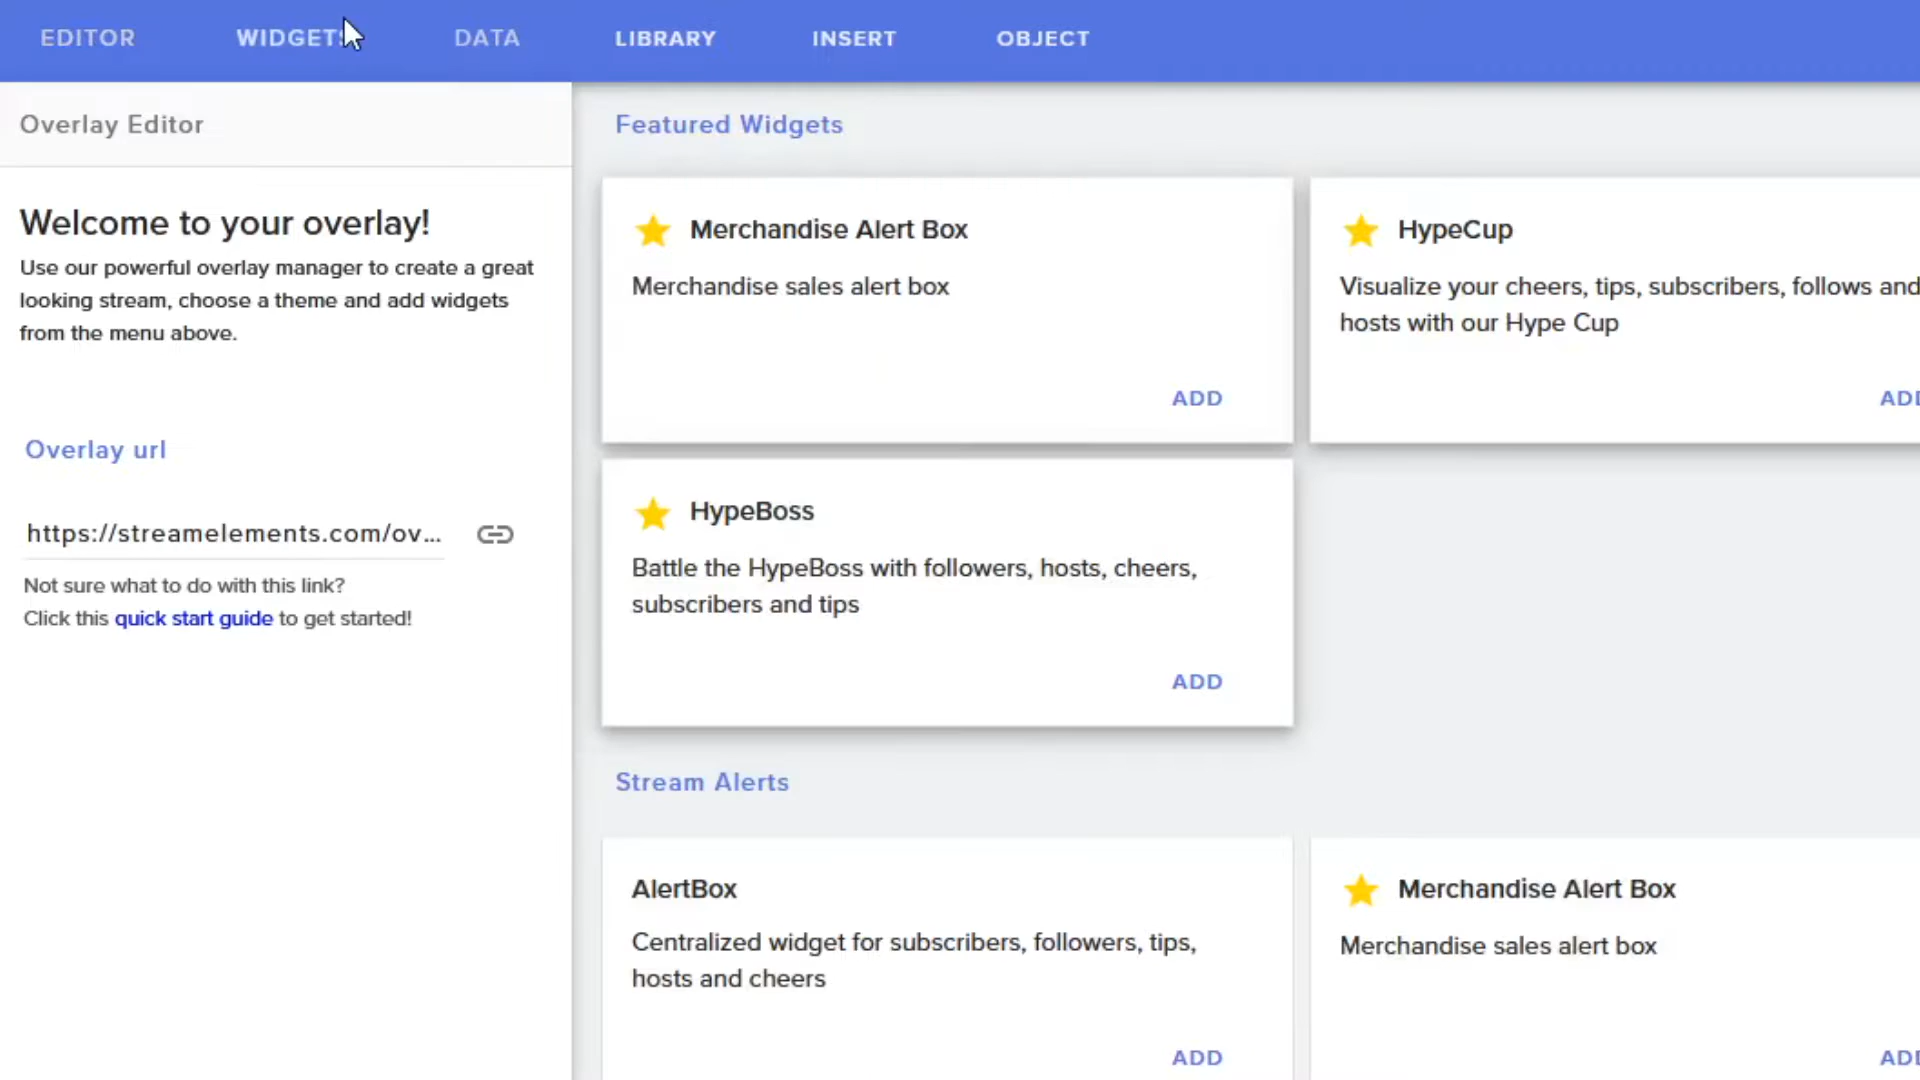 EDITOR WIDGETS DATA LIBRARY INSERT OBJECT
Overlay Editor
Welcome to your overlay!
Use our powerful overlay manager to create a great
looking stream, choose a theme and add widgets
from the menu above.
Overlay url
https://streamelements.com/ov...
Not sure what to do with this link?
Click this quick start guide to get started!
Featured Widgets
Merchandise Alert Box
Merchandise sales alert box
ADD
HypeCup
Visualize your cheers, tips, subscribers, follows and
hosts with our Hype Cup
ADD
HypeBoss
Battle the HypeBoss with followers, hosts, cheers,
subscribers and tips
ADD
Stream Alerts
AlertBox
Centralized widget for subscribers, followers, tips,
hosts and cheers
ADD
Merchandise Alert Box
Merchandise sales alert box
ADD